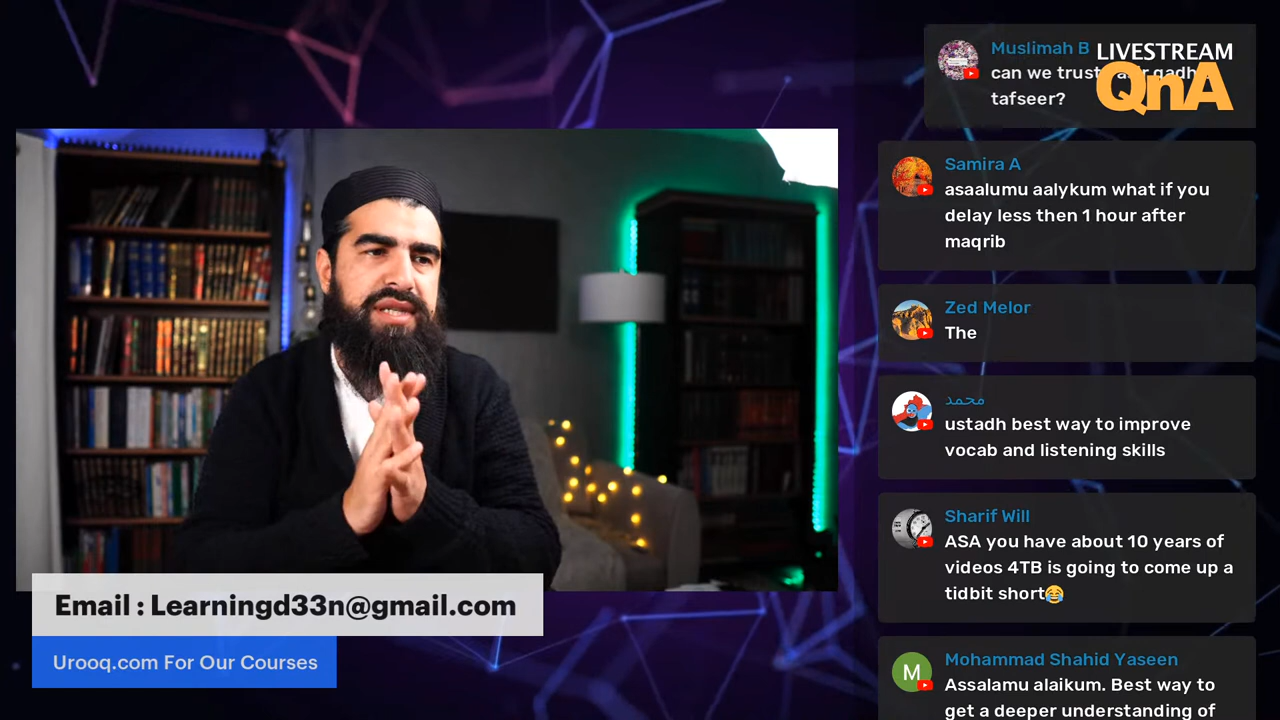 Muslimah B
can we trust
tafseer?
LIVESTREAM
QnA
Samira A
asaalumu aalykum what if you
delay less then 1 hour after
maqrib
Zed Melor
The
محمد
ustadh best way to improve
vocab and listening skills
Sharif Will
ASA you have about 10 years of
videos 4TB is going to come up a
tidbit short😂
M
Mohammad Shahid Yaseen
Assalamu alaikum. Best way to
get a deeper understanding of
Email : Learningd33n@gmail.com
Urooq.com For Our Courses